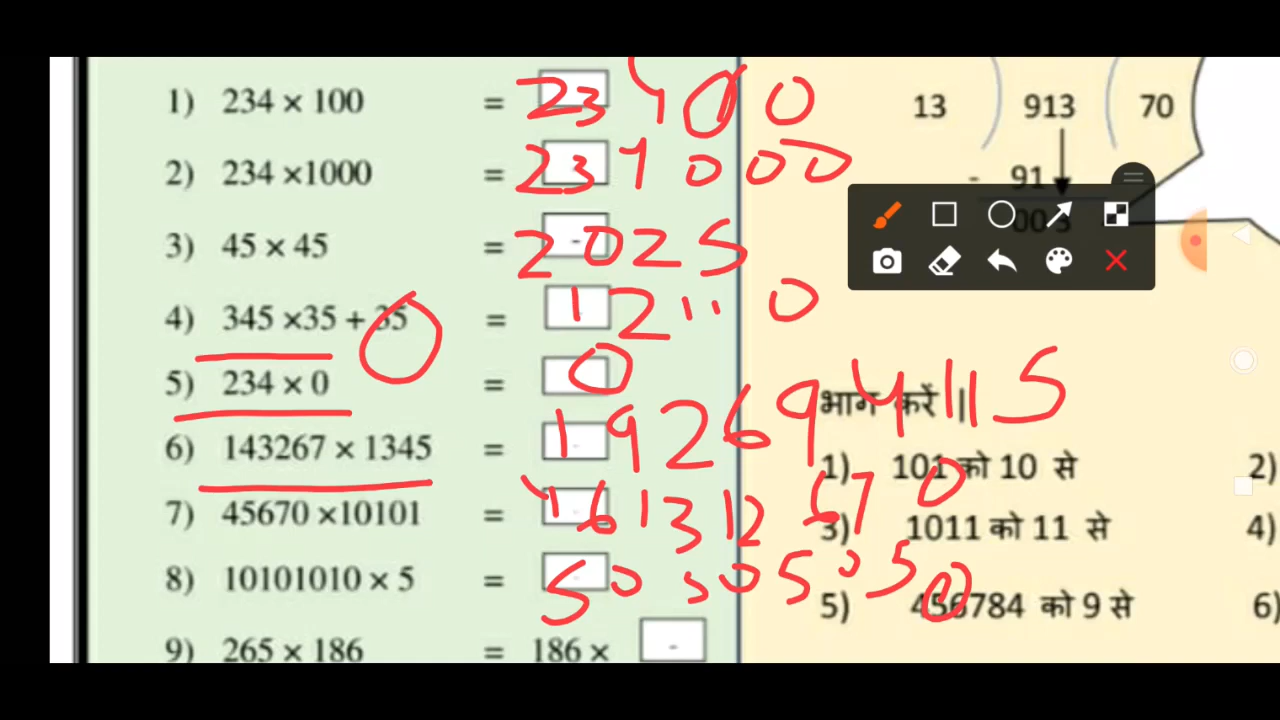 1) 234 × 100 = 23400
2) 234 ×1000 = 234000
3) 45 × 45 = 2025
4) 345 ×35 + 35 = 12110
5) 234 × 0 = 0
6) 143267 × 1345 = 192694115
7) 45670 ×10101 = 461312670
8) 10101010 × 5 = 50505050
9) 265 × 186 = 186 ×
13 ) 913 ( 70
- 91
003
भाग करें ||
1) 101 को 10 से 2)
3) 1011 को 11 से 4)
5) 456784 को 9 से 6)